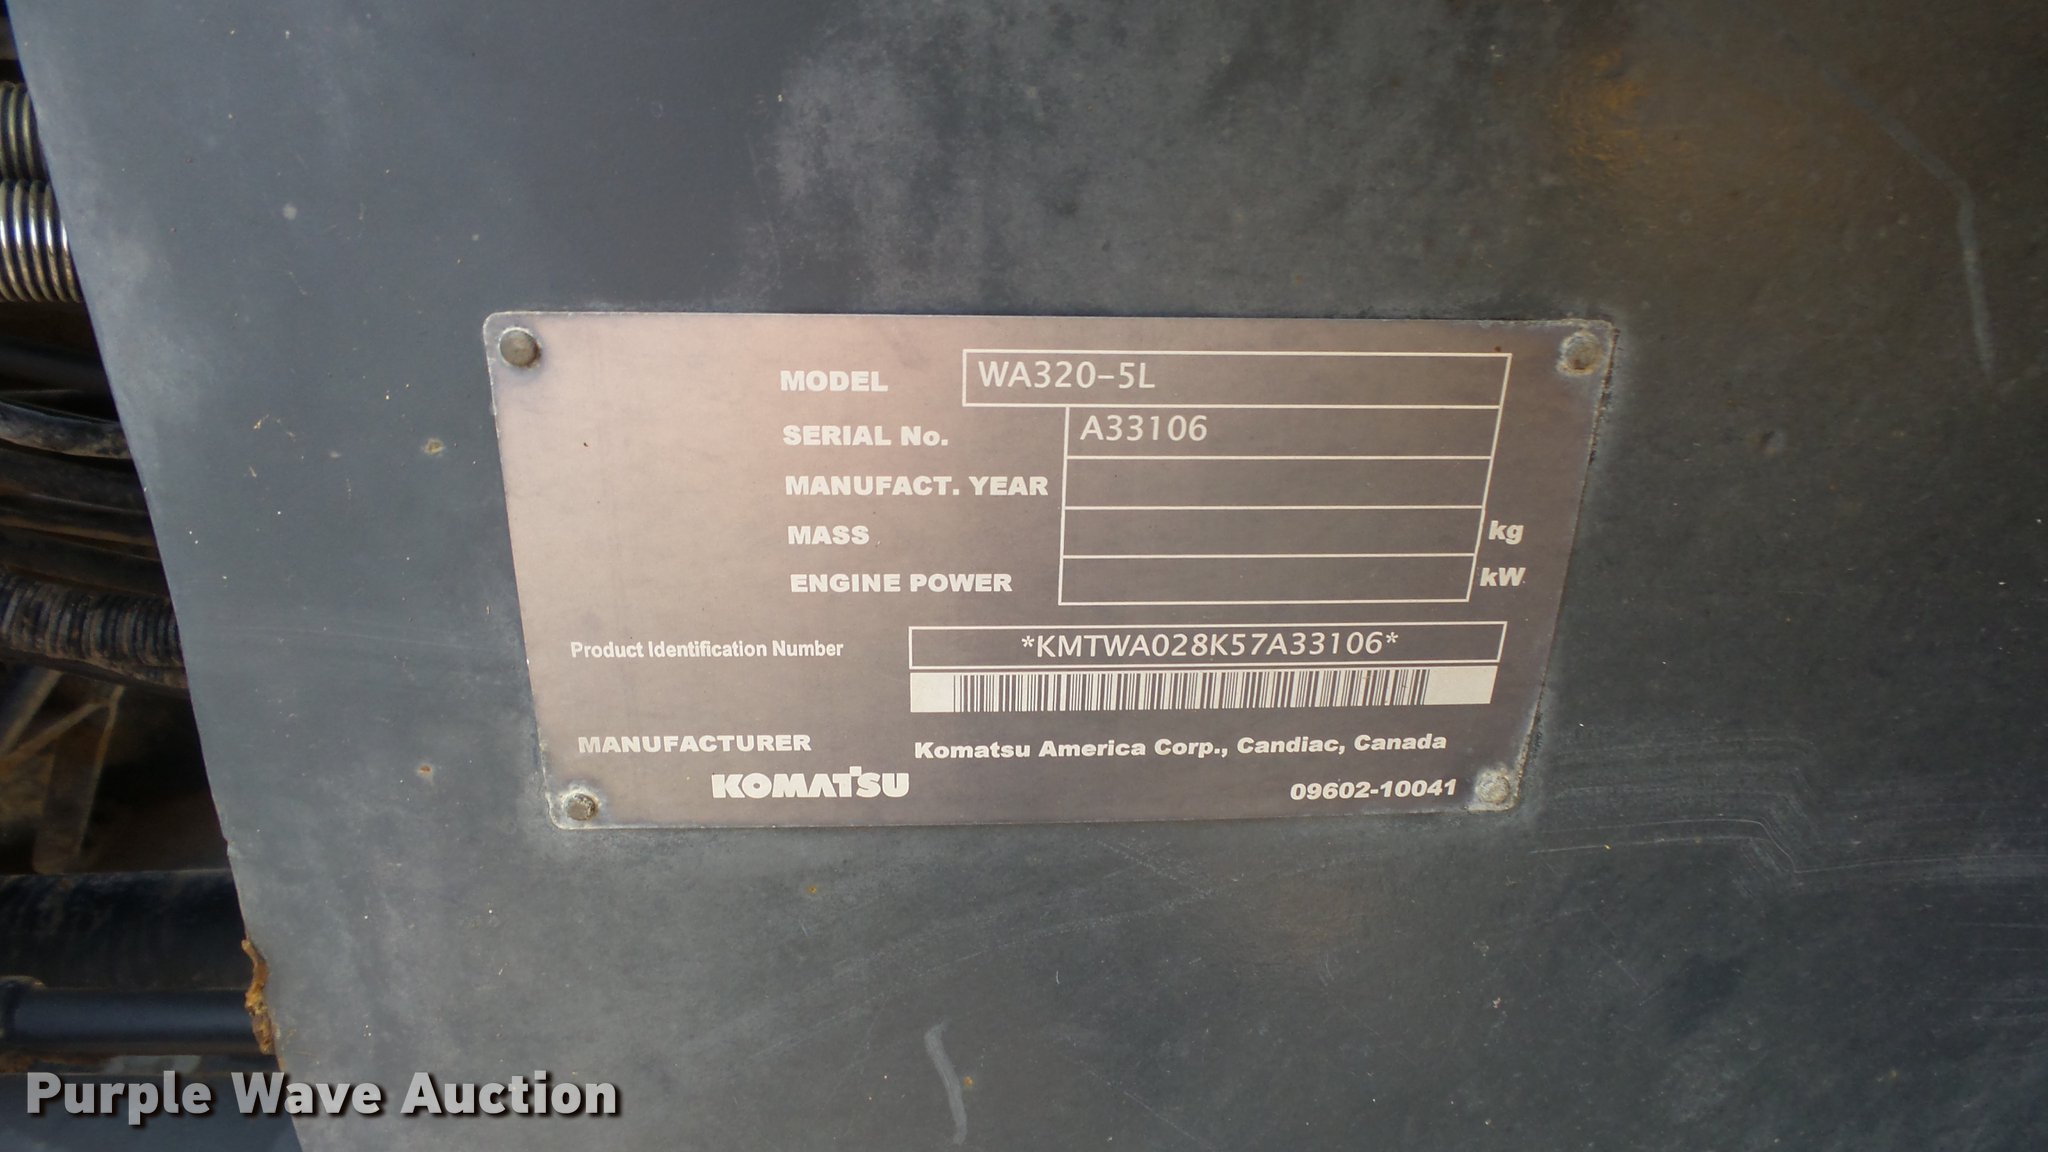 MODEL WA320-5L
SERIAL No. A33106
MANUFACT. YEAR
MASS kg
ENGINE POWER kW
Product Identification Number *KMTWA028K57A33106*
MANUFACTURER Komatsu America Corp., Candiac, Canada
KOMATSU 09602-10041
Purple Wave Auction